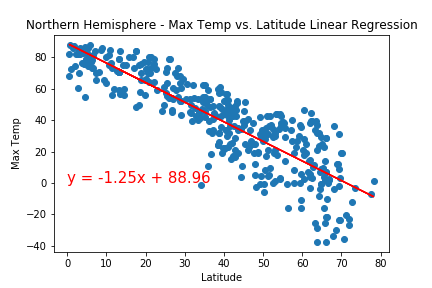 Northern Hemisphere - Max Temp vs. Latitude Linear Regression
80
60
40
20
0
−20
−40
Max Temp
y = -1.25x + 88.96
0 10 20 30 40 50 60 70 80
Latitude